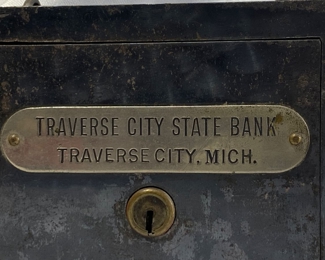 TRAVERSE CITY STATE BANK
TRAVERSE CITY, MICH.